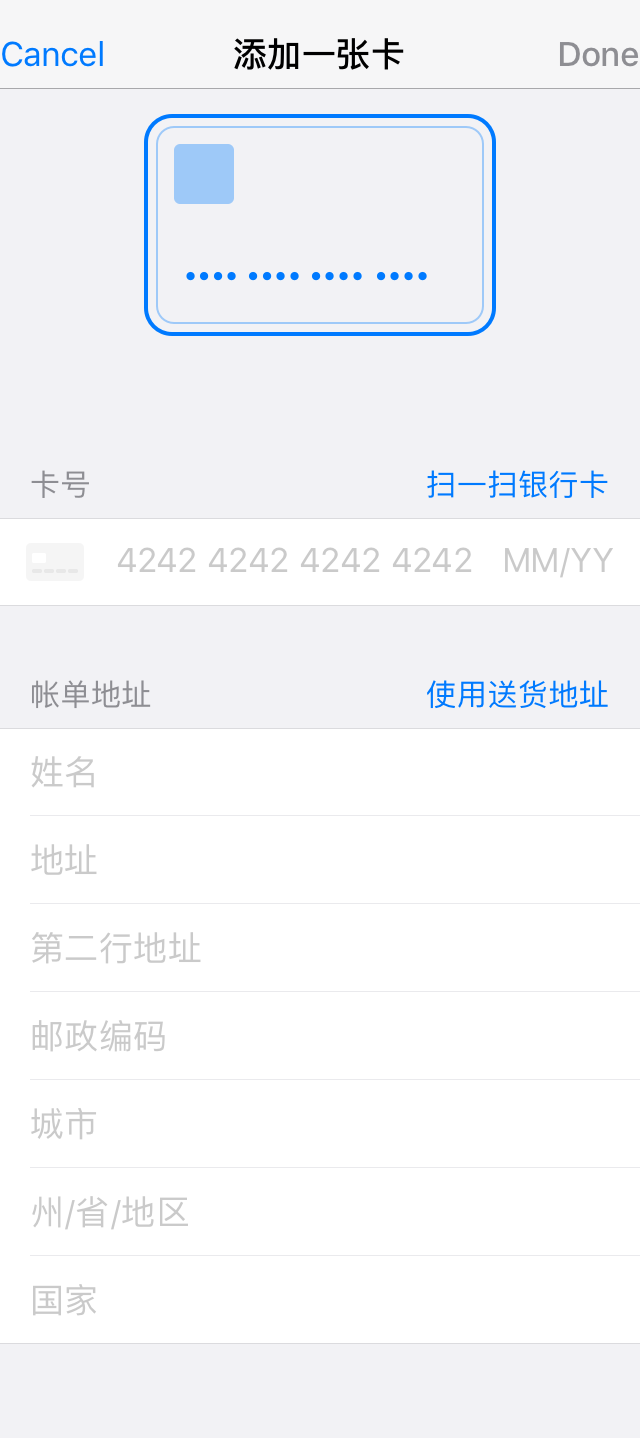 Cancel 添加一张卡 Done
•••• •••• •••• ••••
卡号 扫一扫银行卡
4242 4242 4242 4242 MM/YY
帐单地址 使用送货地址
姓名
地址
第二行地址
邮政编码
城市
州/省/地区
国家